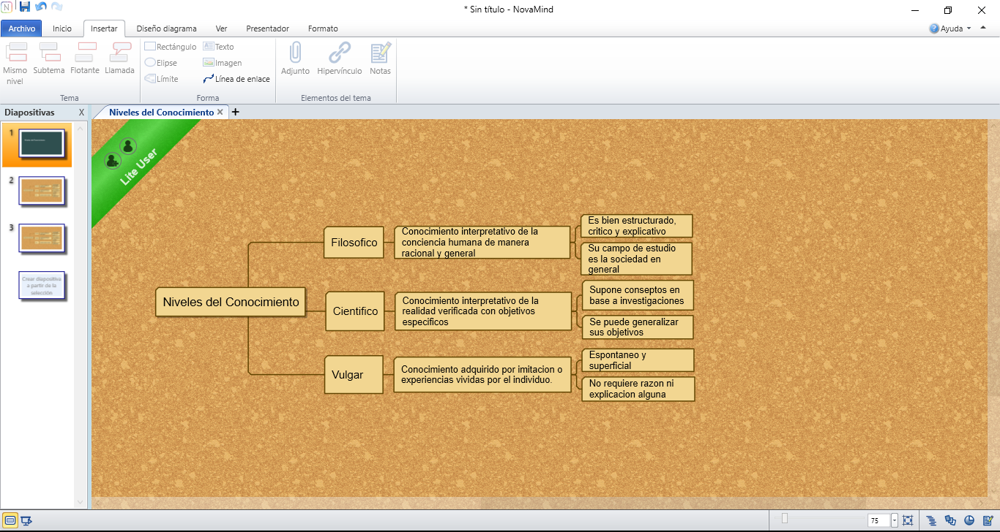 N
* Sin título - NovaMind
Archivo Inicio Insertar Diseño diagrama Ver Presentador Formato Ayuda
Mismo nivel Subtema Flotante Llamada
Tema
Rectángulo Texto
Elipse Imagen
Límite Línea de enlace
Forma
Adjunto Hipervínculo Notas
Elementos del tema
Diapositivas X
Niveles del Conocimiento × +
1
2
3
Crear diapositiva
a partir de la
selección
Lite User
Niveles del Conocimiento
Filosofico
Conocimiento interpretativo de la
conciencia humana de manera
racional y general
Es bien estructurado,
critico y explicativo
Su campo de estudio
es la sociedad en
general
Cientifico
Conocimiento interpretativo de la
realidad verificada con objetivos
especificos
Supone conseptos en
base a investigaciones
Se puede generalizar
sus objetivos
Vulgar
Conocimiento adquirido por imitacion o
experiencias vividas por el individuo.
Espontaneo y
superficial
No requiere razon ni
explicacion alguna
75